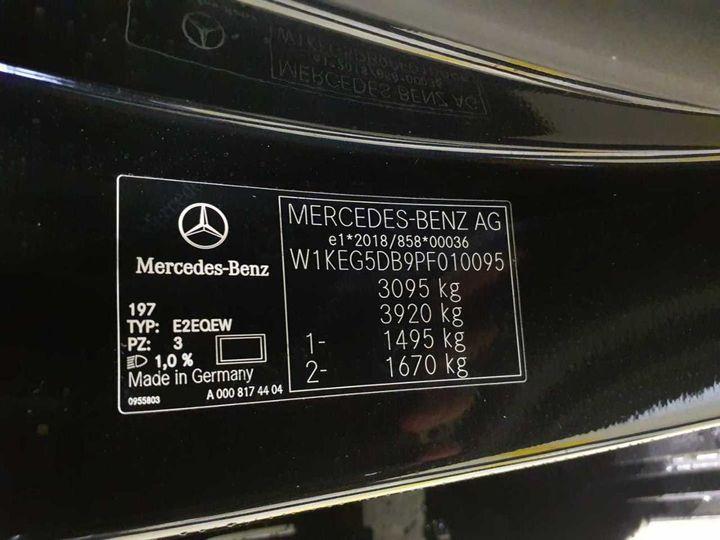 Mercedes-Benz
197
TYP: E2EQEW
PZ: 3
1,0 %
Made in Germany
0955803 A 000 817 44 04
MERCEDES-BENZ AG
e1*2018/858*00036
W1KEG5DB9PF010095
3095 kg
3920 kg
1- 1495 kg
2- 1670 kg